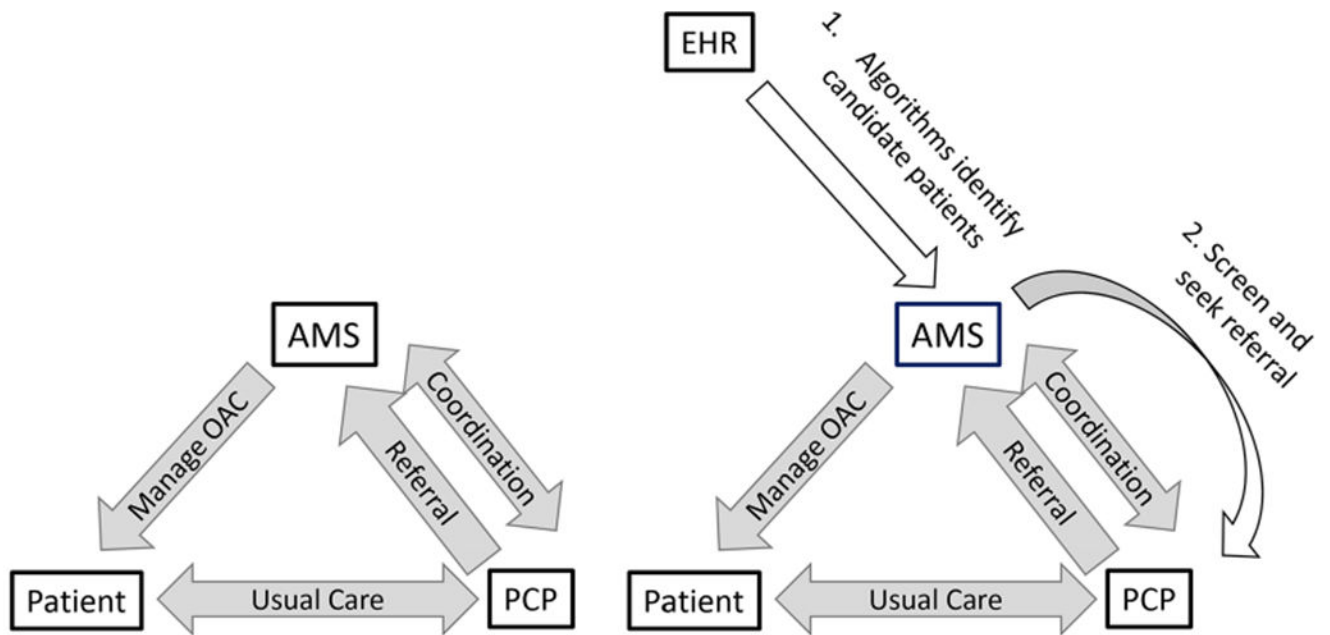 AMS
Manage OAC
Referral
Coordination
Patient
Usual Care
PCP
EHR
1. Algorithms identify
candidate patients
2. Screen and
seek referral
AMS
Manage OAC
Referral
Coordination
Patient
Usual Care
PCP